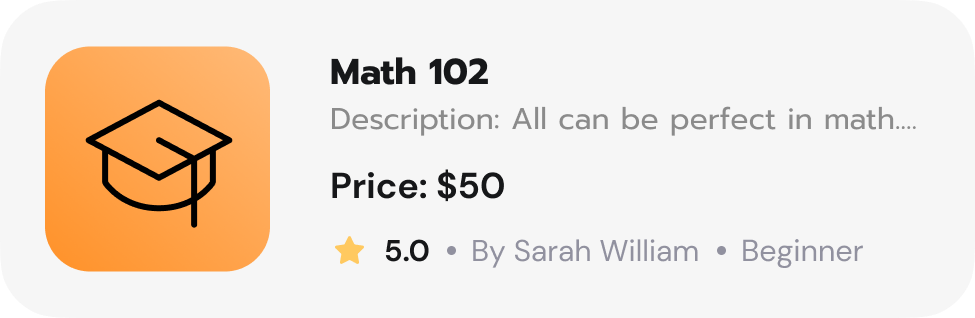 Math 102
Description: All can be perfect in math....
Price: $50
5.0 • By Sarah William • Beginner